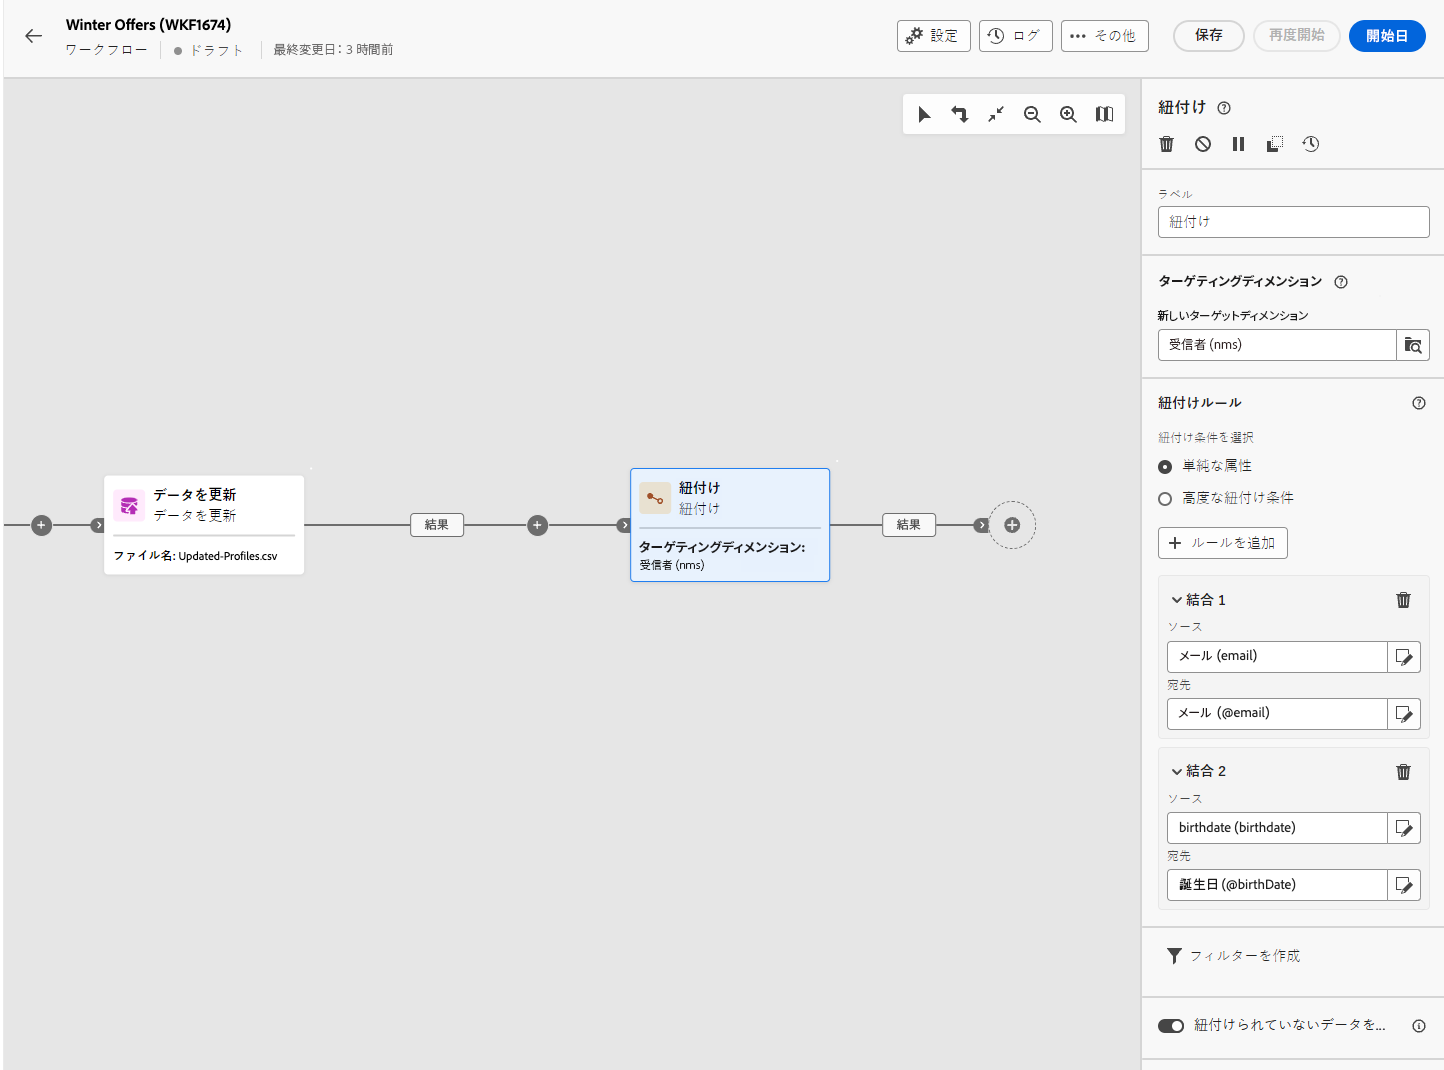 Winter Offers (WKF1674)
ワークフロー
ドラフト
最終変更日: 3 時間前
設定
ログ
その他
保存
再度開始
開始日
データを更新
データを更新
ファイル名: Updated-Profiles.csv
結果
紐付け
紐付け
ターゲティングディメンション:
受信者 (nms)
結果
紐付け
ラベル
紐付け
ターゲティングディメンション
新しいターゲットディメンション
受信者 (nms)
紐付けルール
紐付け条件を選択
単純な属性
高度な紐付け条件
ルールを追加
結合 1
ソース
メール (email)
宛先
メール (@email)
結合 2
ソース
birthdate (birthdate)
宛先
誕生日 (@birthDate)
フィルターを作成
紐付けられていないデータを...